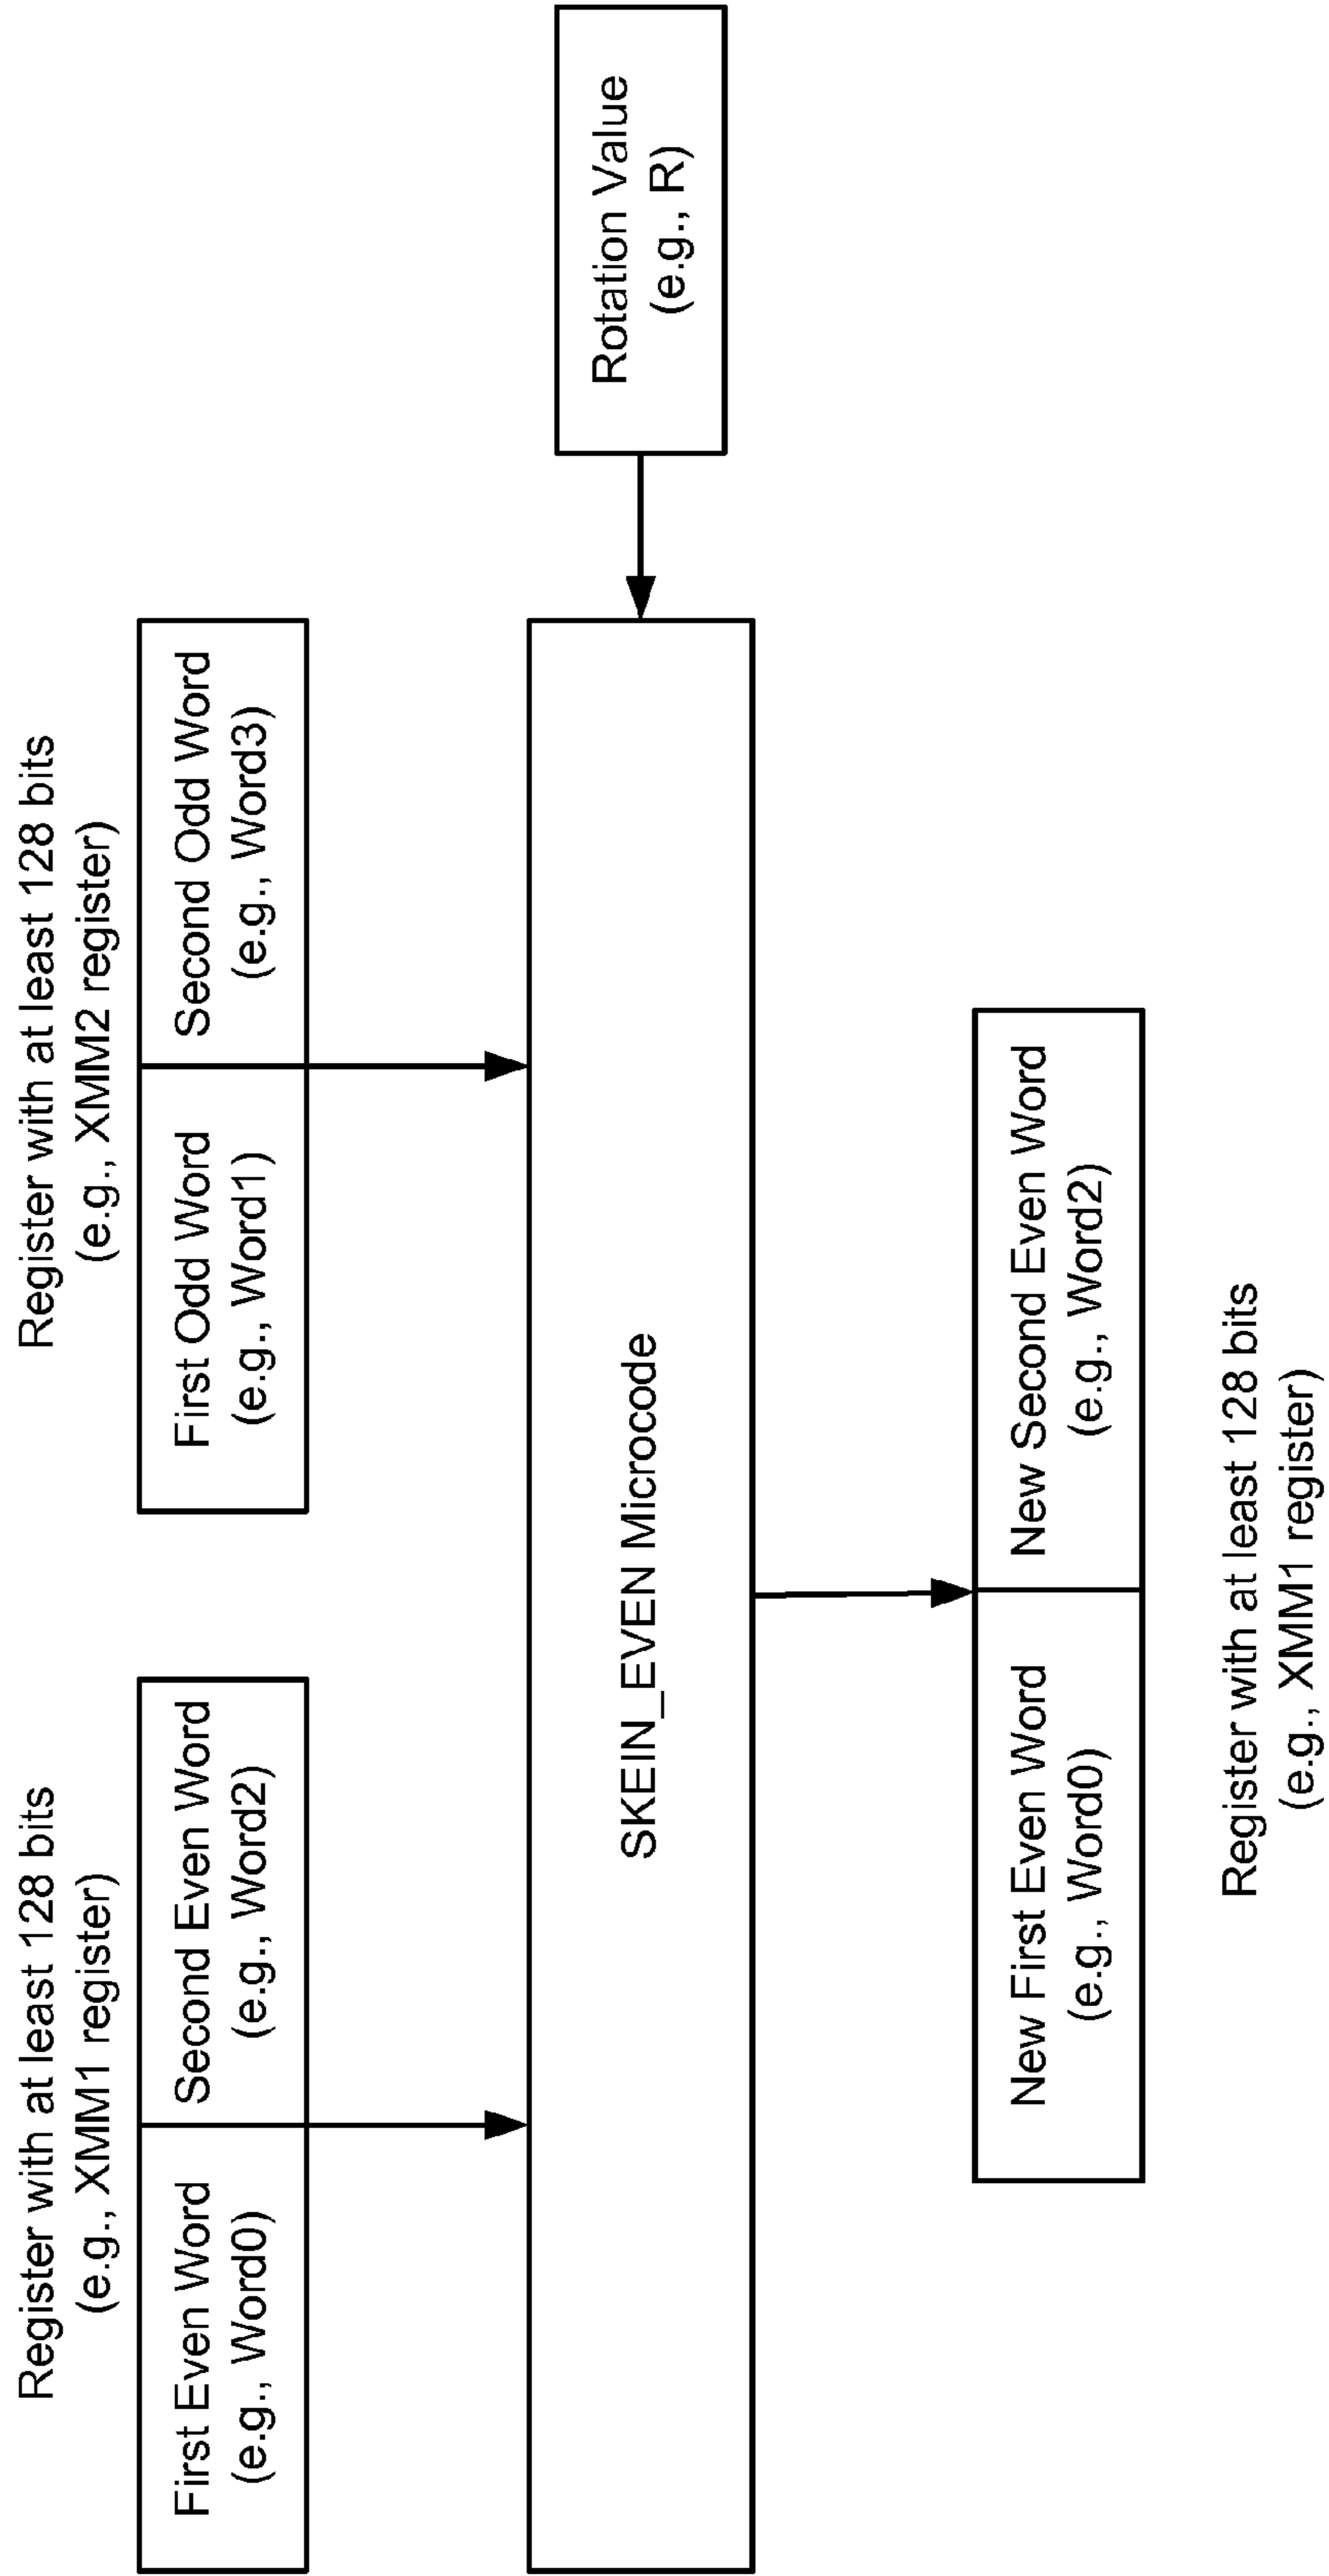 Register with at least 128 bits
(e.g., XMM1 register)
First Even Word
(e.g., Word0)
Second Even Word
(e.g., Word2)
Register with at least 128 bits
(e.g., XMM2 register)
First Odd Word
(e.g., Word1)
Second Odd Word
(e.g., Word3)
SKEIN_EVEN Microcode
Rotation Value
(e.g., R)
New First Even Word
(e.g., Word0)
New Second Even Word
(e.g., Word2)
Register with at least 128 bits
(e.g., XMM1 register)